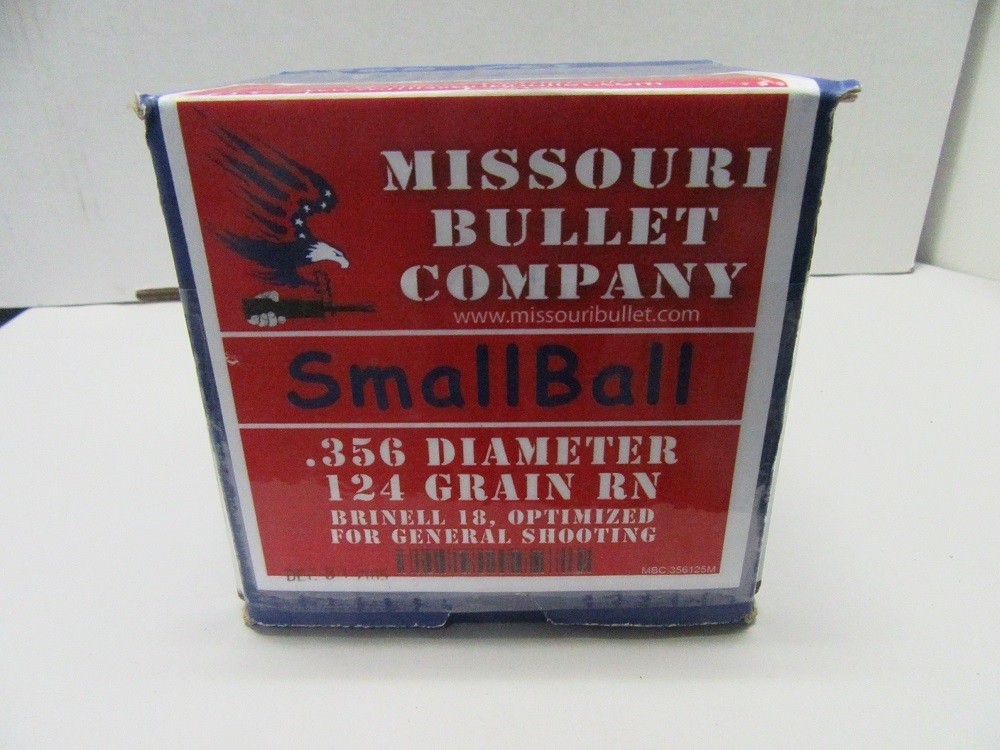 MISSOURI
BULLET
COMPANY
www.missouribullet.com
SmallBall
.356 DIAMETER
124 GRAIN RN
BRINELL 18, OPTIMIZED
FOR GENERAL SHOOTING
MBC 356125M